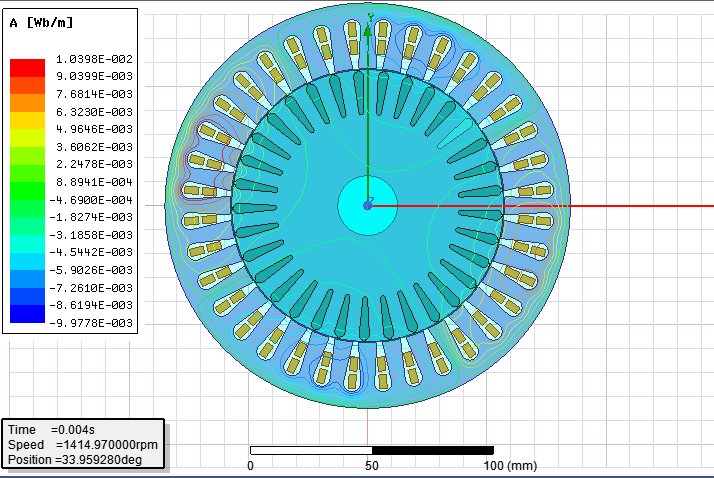 A [Wb/m]
1.0398E-002
9.0399E-003
7.6814E-003
6.3230E-003
4.9646E-003
3.6062E-003
2.2478E-003
8.8941E-004
-4.6900E-004
-1.8274E-003
-3.1858E-003
-4.5442E-003
-5.9026E-003
-7.2610E-003
-8.6194E-003
-9.9778E-003
Y
Time =0.004s
Speed =1414.970000rpm
Position =33.959280deg
0 50 100 (mm)